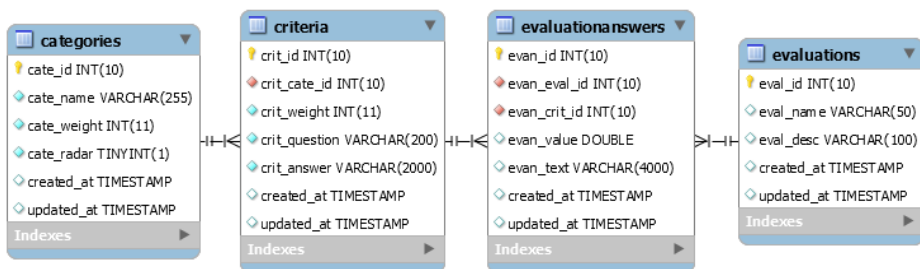 categories
cate_id INT(10)
cate_name VARCHAR(255)
cate_weight INT(11)
cate_radar TINYINT(1)
created_at TIMESTAMP
updated_at TIMESTAMP
Indexes
criteria
crit_id INT(10)
crit_cate_id INT(10)
crit_weight INT(11)
crit_question VARCHAR(200)
crit_answer VARCHAR(2000)
created_at TIMESTAMP
updated_at TIMESTAMP
Indexes
evaluationanswers
evan_id INT(10)
evan_eval_id INT(10)
evan_crit_id INT(10)
evan_value DOUBLE
evan_text VARCHAR(4000)
created_at TIMESTAMP
updated_at TIMESTAMP
Indexes
evaluations
eval_id INT(10)
eval_name VARCHAR(50)
eval_desc VARCHAR(100)
created_at TIMESTAMP
updated_at TIMESTAMP
Indexes